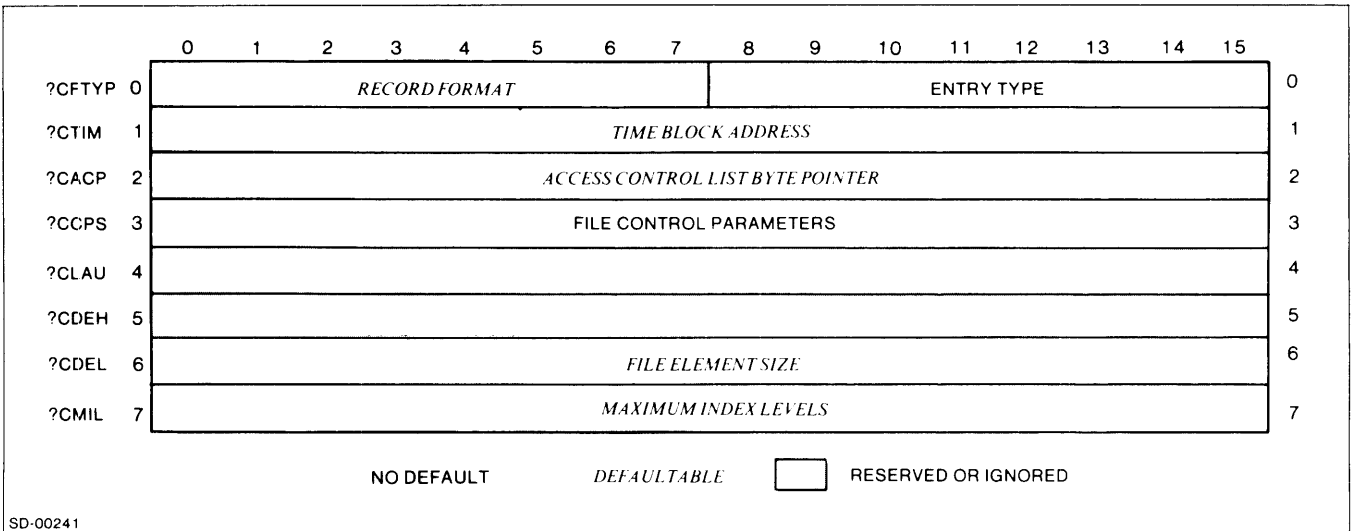 0 1 2 3 4 5 6 7 8 9 10 11 12 13 14 15
?CFTYP 0 RECORD FORMAT ENTRY TYPE 0
?CTIM 1 TIME BLOCK ADDRESS 1
?CACP 2 ACCESS CONTROL LIST BYTE POINTER 2
?CCPS 3 FILE CONTROL PARAMETERS 3
?CLAU 4 4
?CDEH 5 5
?CDEL 6 FILE ELEMENT SIZE 6
?CMIL 7 MAXIMUM INDEX LEVELS 7
NO DEFAULT DEFAULTABLE RESERVED OR IGNORED
SD-00241